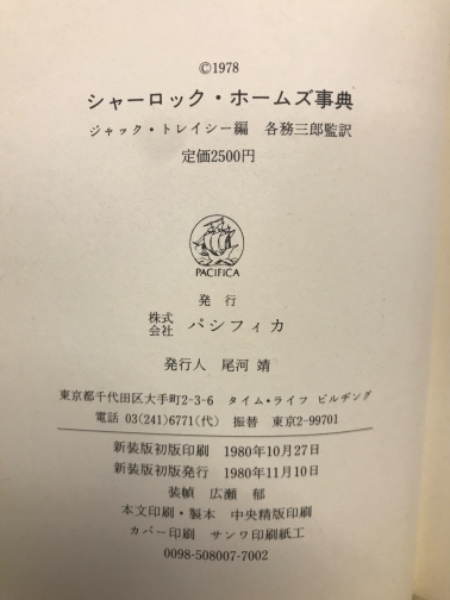 ©1978
シャーロック・ホームズ事典
ジャック・トレイシー編 各務三郎監訳
定価2500円
PACIFICA
発行
株式会社 パシフィカ
発行人 尾河 靖
東京都千代田区大手町2-3-6 タイム・ライフ ビルヂング
電話 03(241)6771(代) 振替 東京2-99701
新装版初版印刷 1980年10月27日
新装版初版発行 1980年11月10日
装幀 広瀬 郁
本文印刷・製本 中央精版印刷
カバー印刷 サンワ印刷紙工
0098-508007-7002